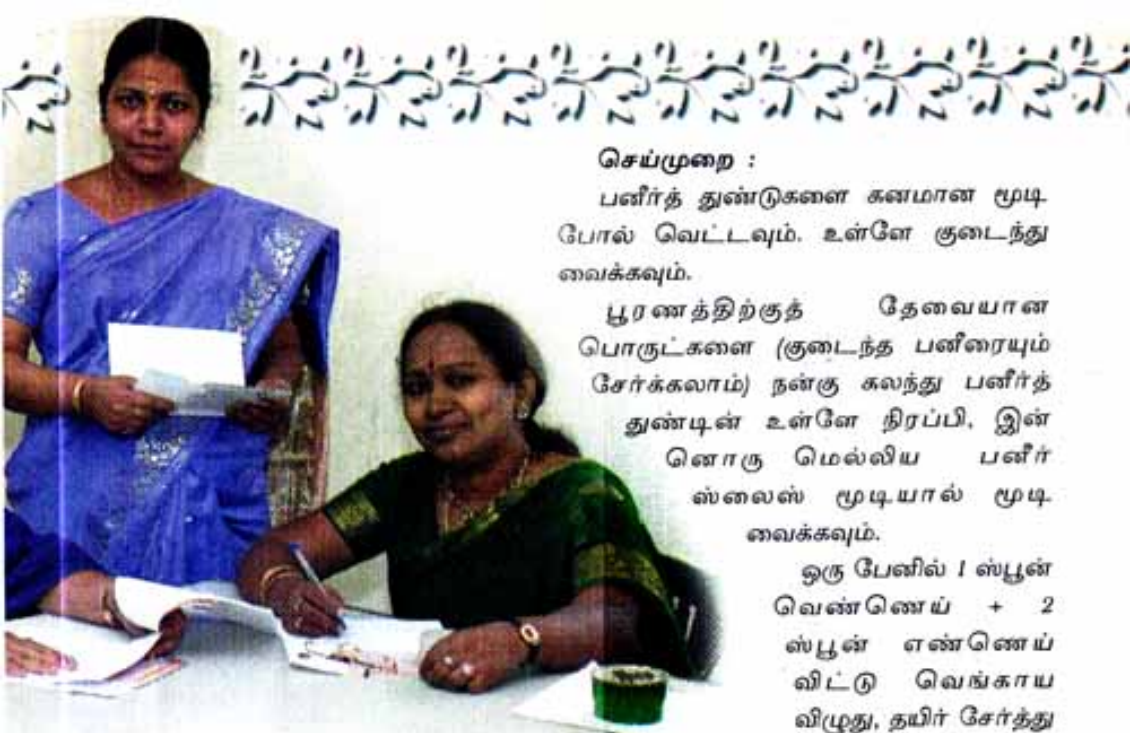 செய்முறை :
பனீர்த் துண்டுகளை கனமான மூடி
போல் வெட்டவும். உள்ளே குடைந்து
வைக்கவும்.
பூரணத்திற்குத் தேவையான
பொருட்களை (குடைந்த பனீரையும்
சேர்க்கலாம்) நன்கு கலந்து பனீர்த்
துண்டின் உள்ளே நிரப்பி, இன்
னொரு மெல்லிய பனீர்
ஸ்லைஸ் மூடியால் மூடி
வைக்கவும்.
ஒரு பேனில் 1 ஸ்பூன்
வெண்ணெய் + 2
ஸ்பூன் எண்ணெய்
விட்டு வெங்காய
விழுது, தயிர் சேர்த்து